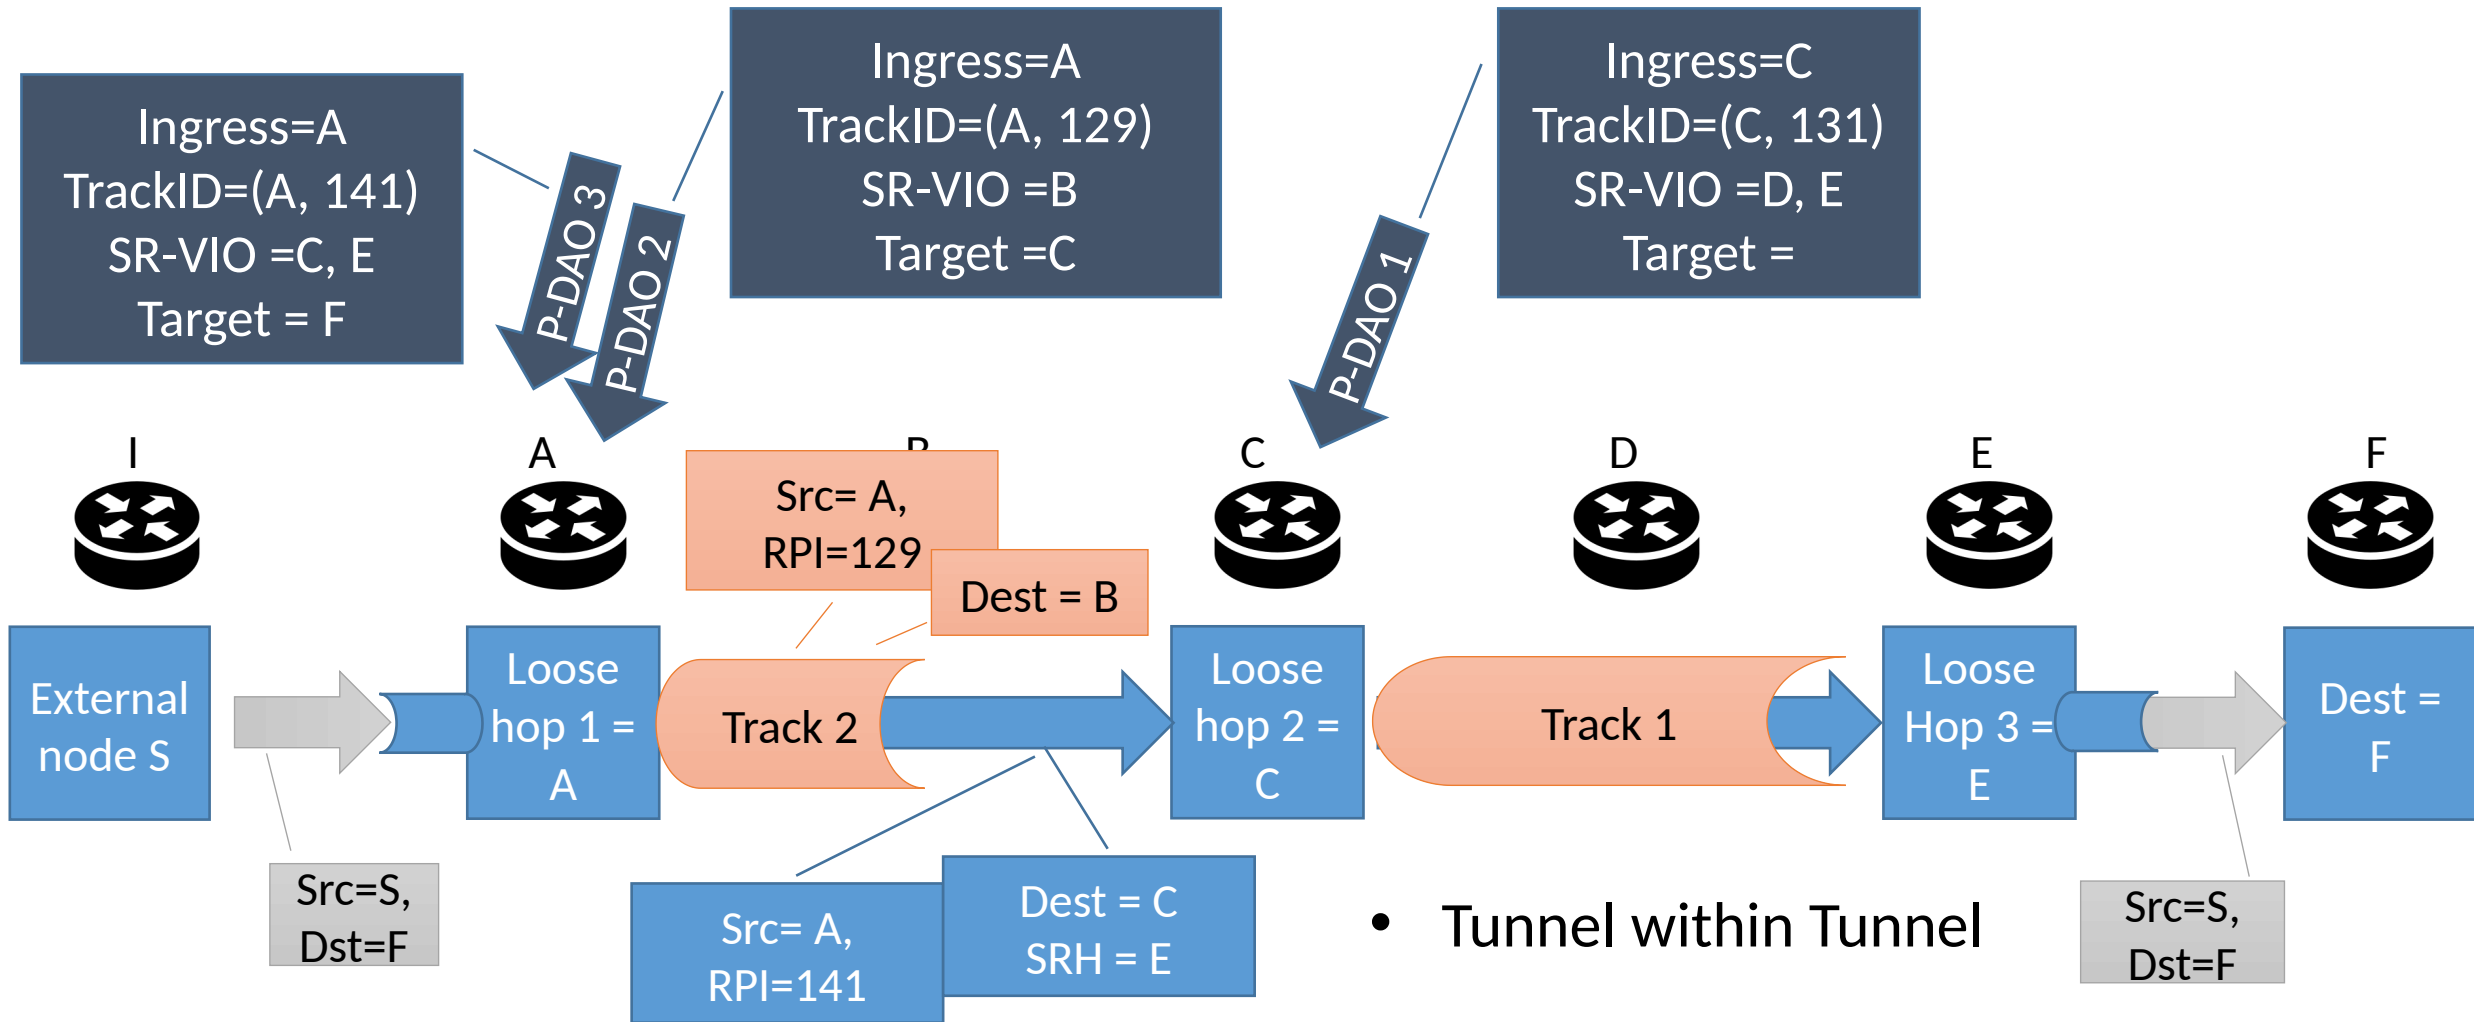 Ingress=A
TrackID=(A, 141)
SR-VIO =C, E
Target = F
P-DAO 3
P-DAO 2
Ingress=A
TrackID=(A, 129)
SR-VIO =B
Target =C
Ingress=C
TrackID=(C, 131)
SR-VIO =D, E
Target =
P-DAO 1
I
A
B
C
D
E
F
Src= A,
RPI=129
Dest = B
External
node S
Loose
hop 1 =
A
Track 2
Loose
hop 2 =
C
Track 1
Loose
Hop 3 =
E
Dest =
F
Src=S,
Dst=F
Src= A,
RPI=141
Dest = C
SRH = E
• Tunnel within Tunnel
Src=S,
Dst=F